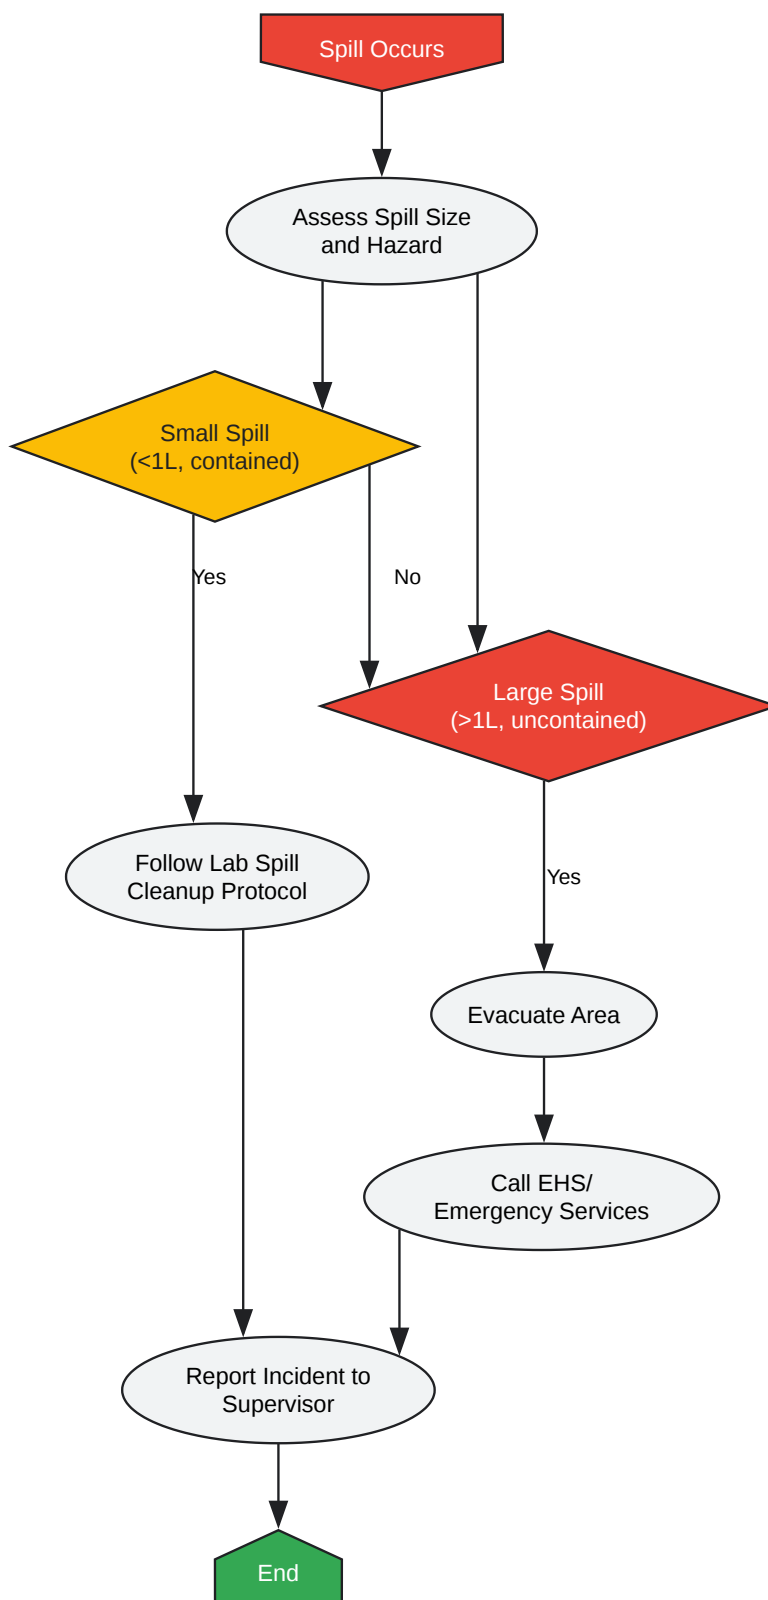 Spill Occurs
Assess Spill Size
and Hazard
Small Spill
(<1L, contained)
Yes
No
Large Spill
(>1L, uncontained)
Follow Lab Spill
Cleanup Protocol
Yes
Evacuate Area
Call EHS/
Emergency Services
Report Incident to
Supervisor
End